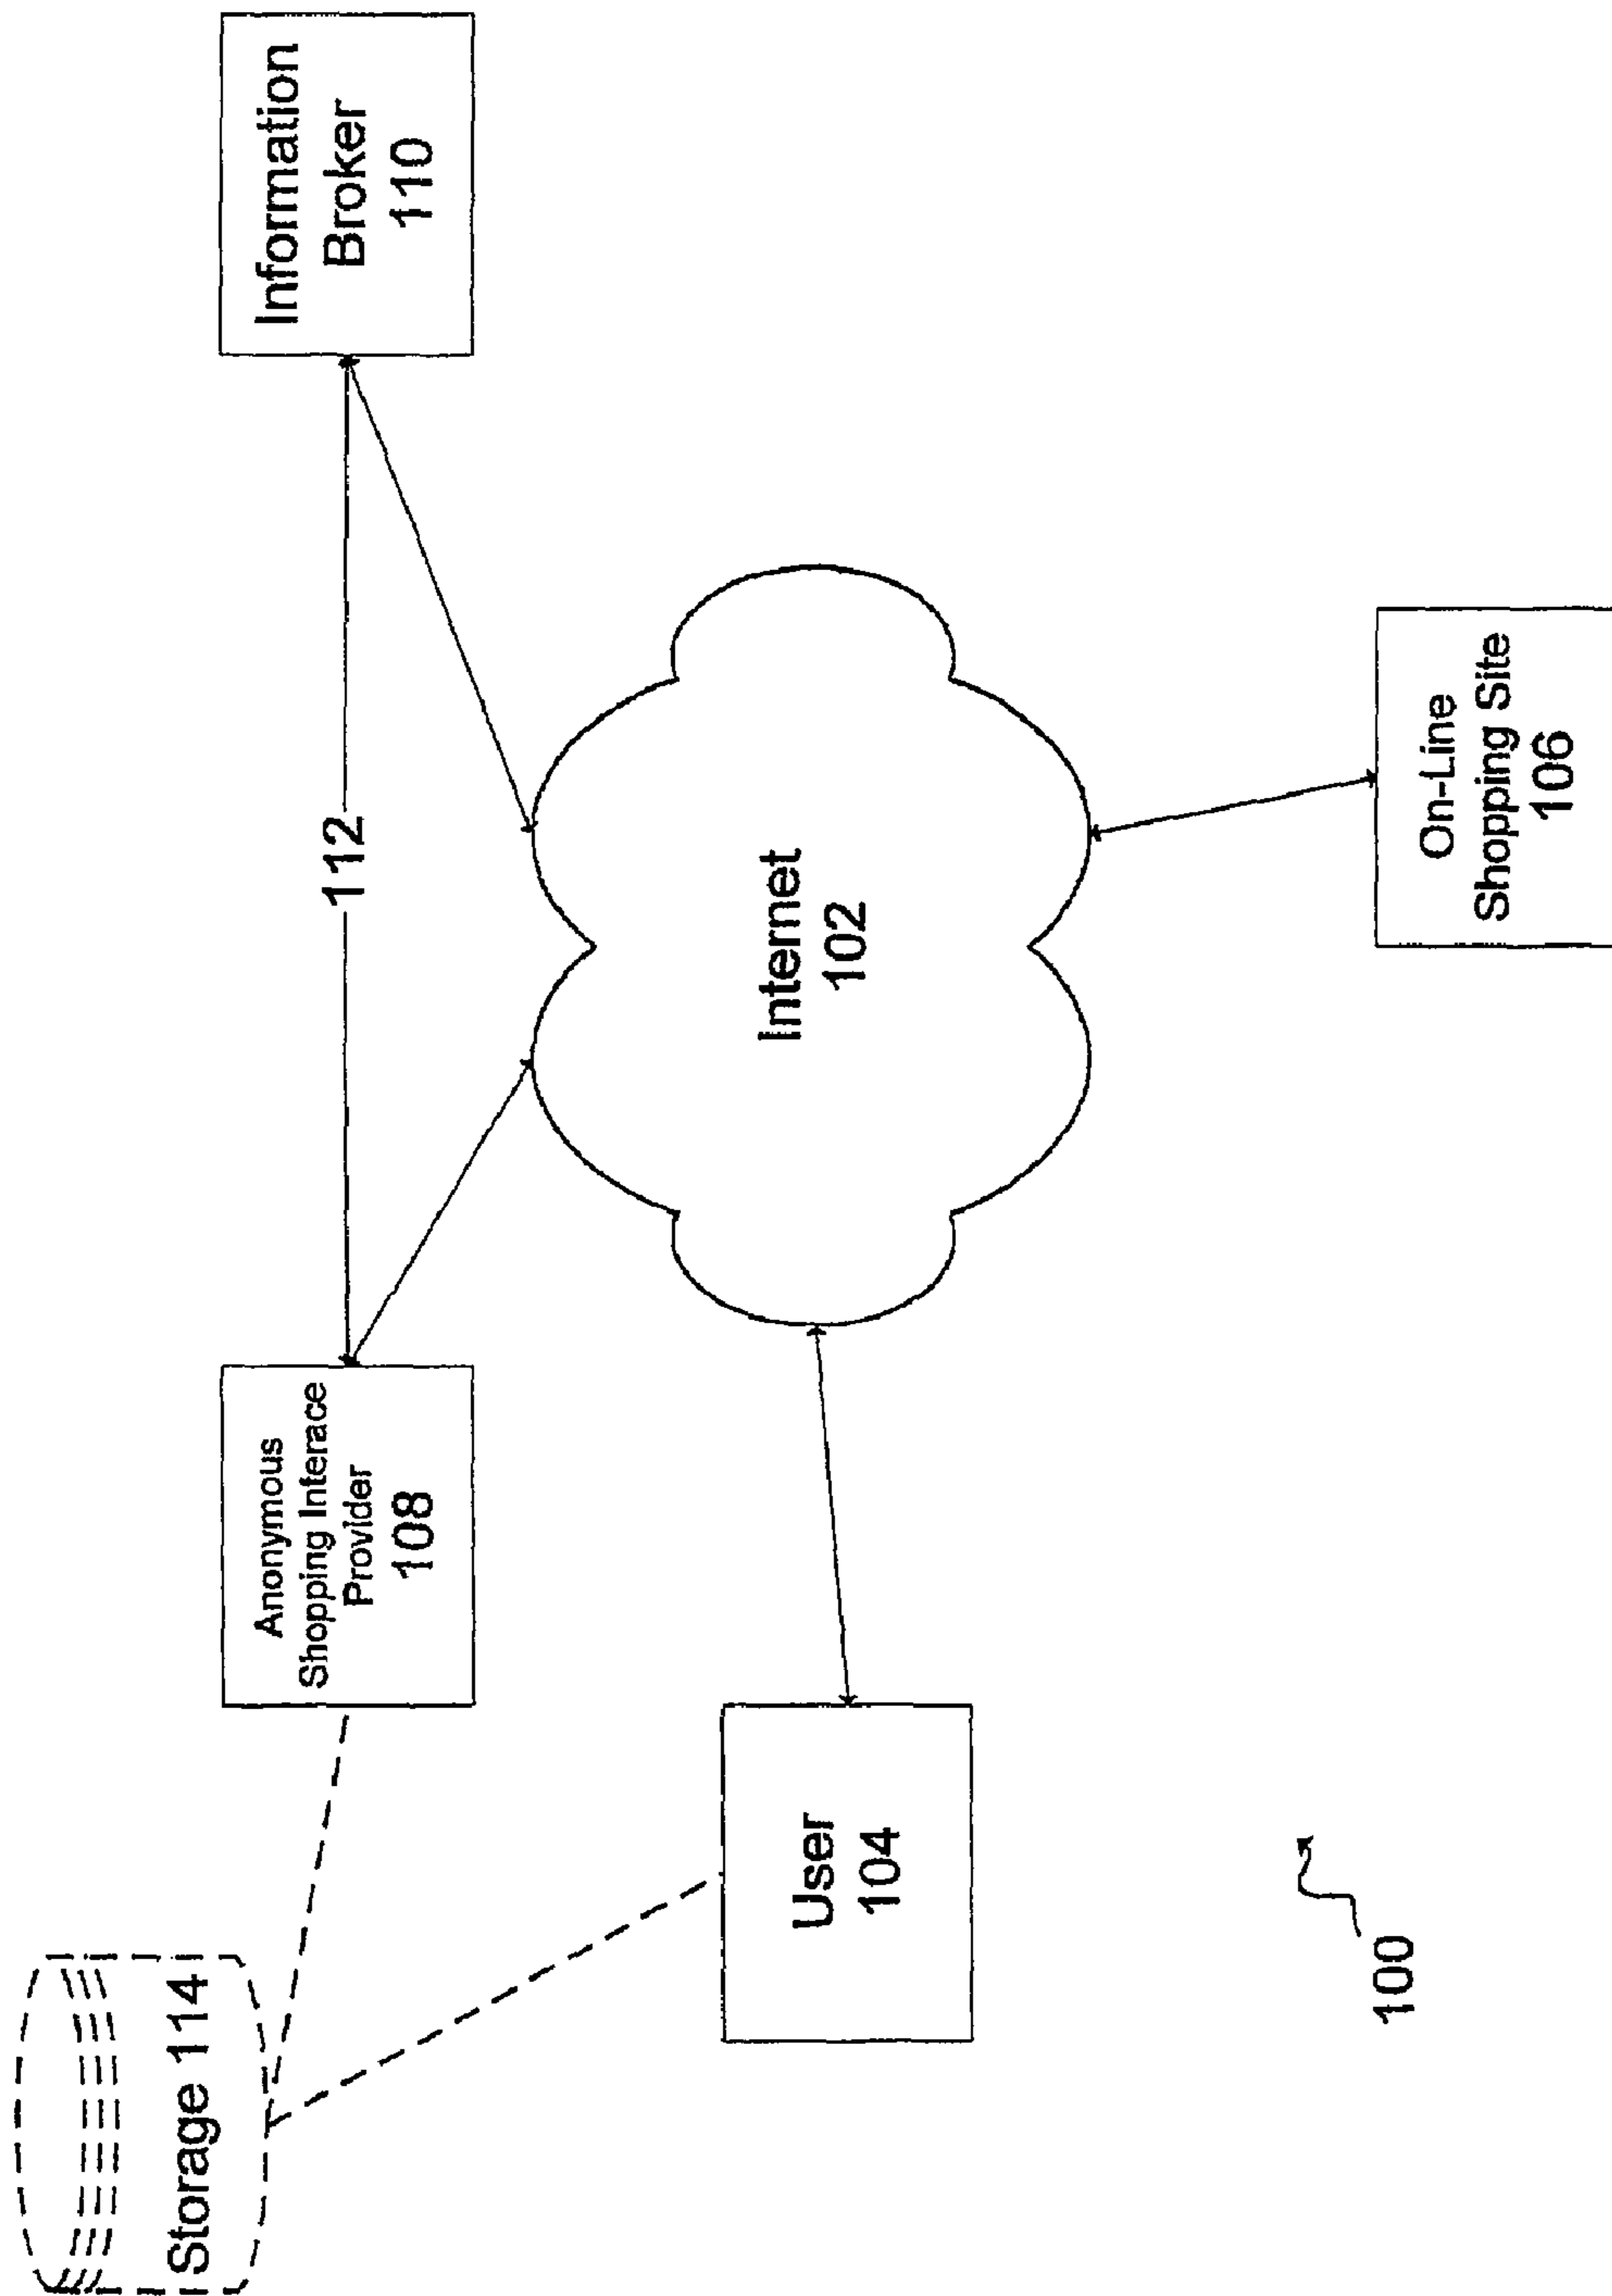 Storage 114
Anonymous
Shopping Interace
Provider
108
112
Information
Broker
110
User
104
Internet
102
100
On-Line
Shopping Site
106